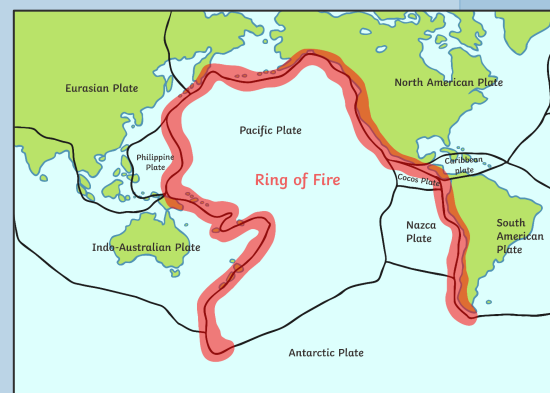 North American Plate
Eurasian Plate
Pacific Plate
Philippine
Plate
Caribbean
plate
Ring of Fire
Cocos Plate
Nazca
Plate
South
American
Plate
Indo-Australian Plate
Antarctic Plate